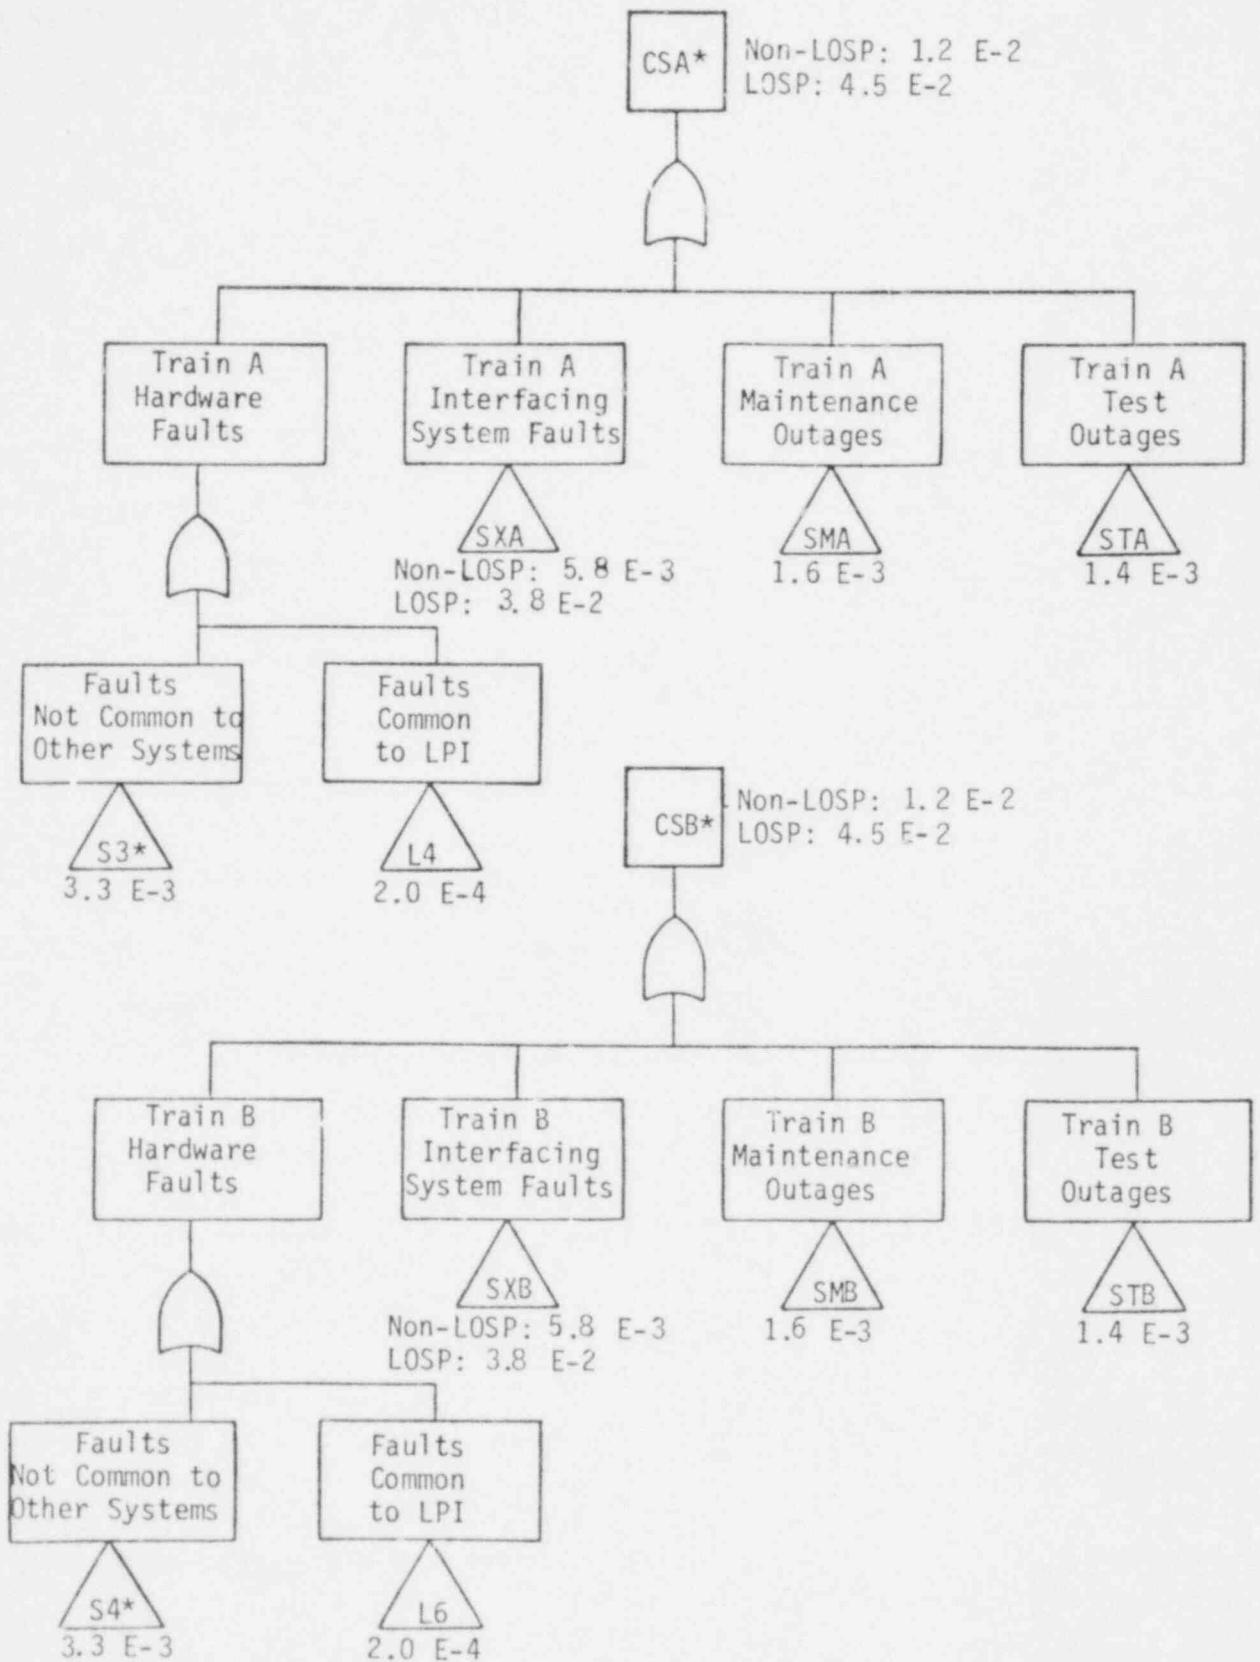 CSA*
Non-LOSP: 1.2 E-2
LOSP: 4.5 E-2
Train A
Hardware
Faults
Train A
Interfacing
System Faults
Train A
Maintenance
Outages
Train A
Test
Outages
SXA
Non-LOSP: 5.8 E-3
LOSP: 3.8 E-2
SMA
1.6 E-3
STA
1.4 E-3
Faults
Not Common to
Other Systems
Faults
Common
to LPI
S3*
3.3 E-3
L4
2.0 E-4
CSB*
Non-LOSP: 1.2 E-2
LOSP: 4.5 E-2
Train B
Hardware
Faults
Train B
Interfacing
System Faults
Train B
Maintenance
Outages
Train B
Test
Outages
SXB
Non-LOSP: 5.8 E-3
LOSP: 3.8 E-2
SMB
1.6 E-3
STB
1.4 E-3
Faults
Not Common to
Other Systems
Faults
Common
to LPI
S4*
3.3 E-3
L6
2.0 E-4